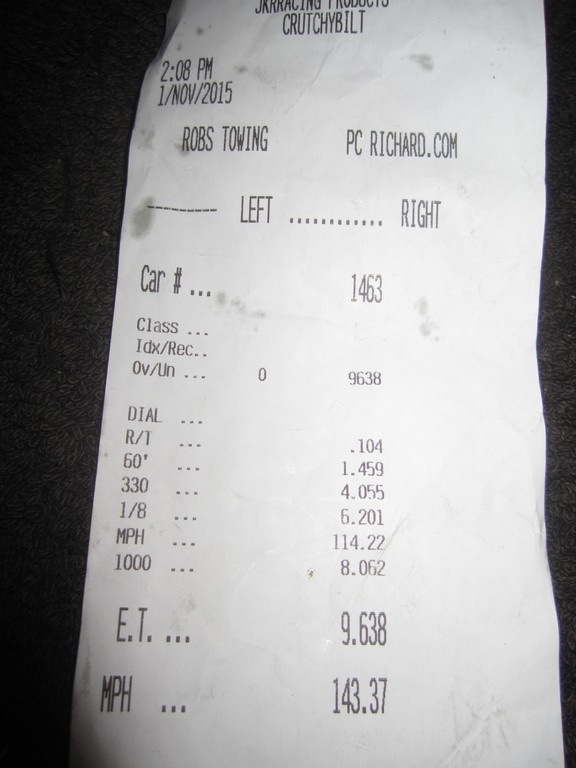 JKRRACING PRODUCTS
CRUTCHYBILT
2:08 PM
1/NOV/2015
ROBS TOWING PC RICHARD.COM
-------- LEFT ............ RIGHT
Car # ... 1463
Class ...
Idx/Rec..
Ov/Un ... 0 9638
DIAL ...
R/T ... .104
60' ... 1.459
330 ... 4.055
1/8 ... 6.201
MPH ... 114.22
1000 ... 8.062
E.T. ... 9.638
MPH ... 143.37